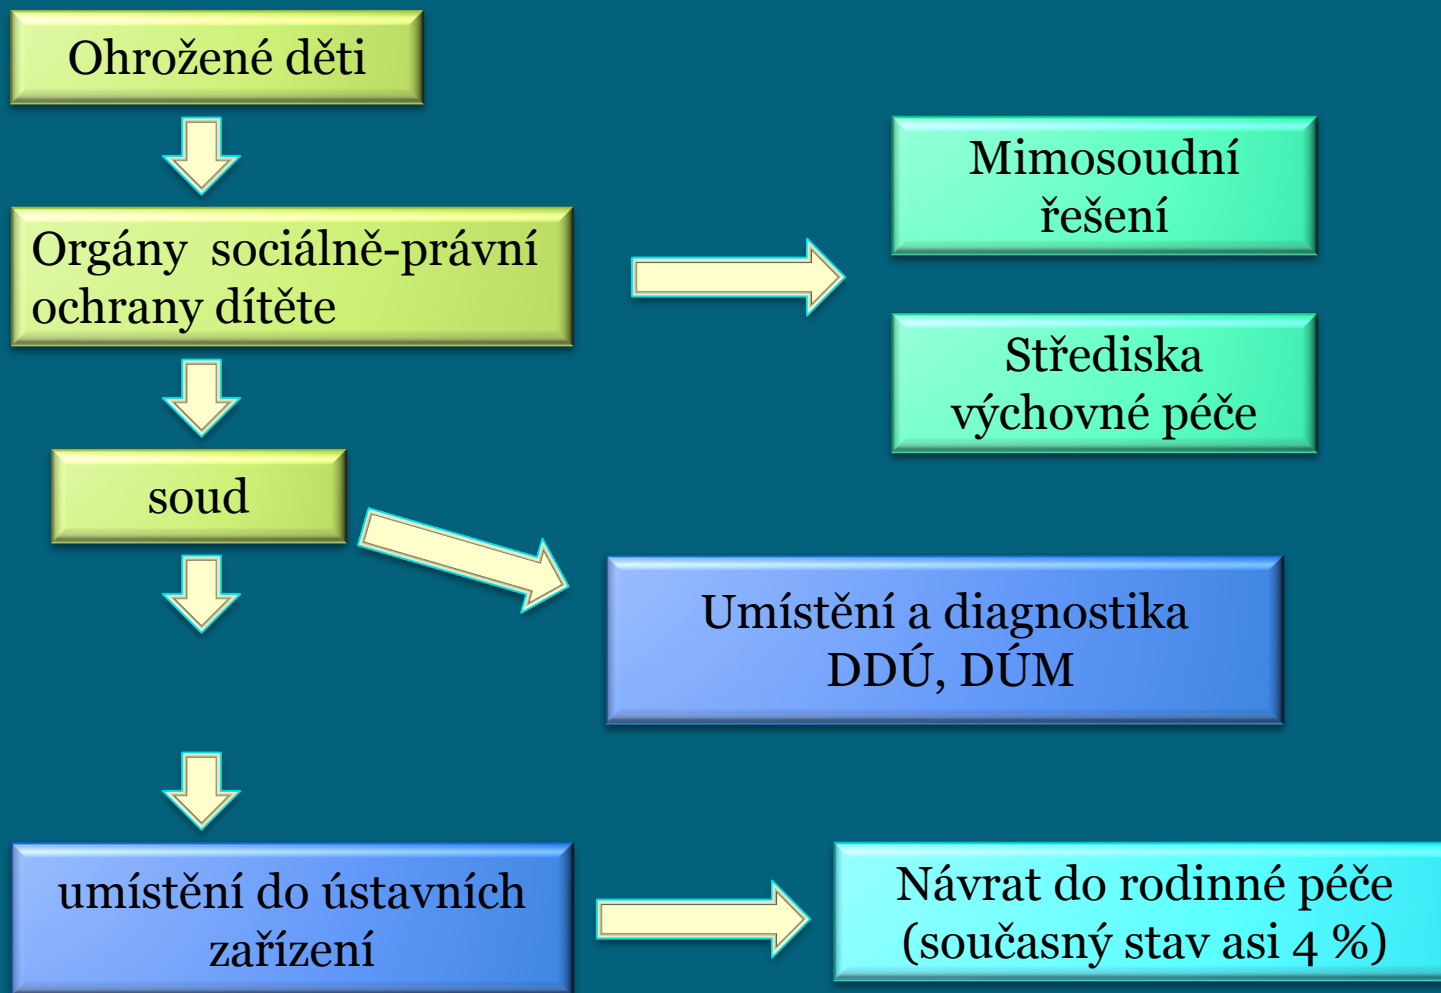 Ohrožené děti
Orgány sociálně-právní
ochrany dítěte
Mimosoudní
řešení
Střediska
výchovné péče
soud
Umístění a diagnostika
DDÚ, DÚM
umístění do ústavních
zařízení
Návrat do rodinné péče
(současný stav asi 4 %)